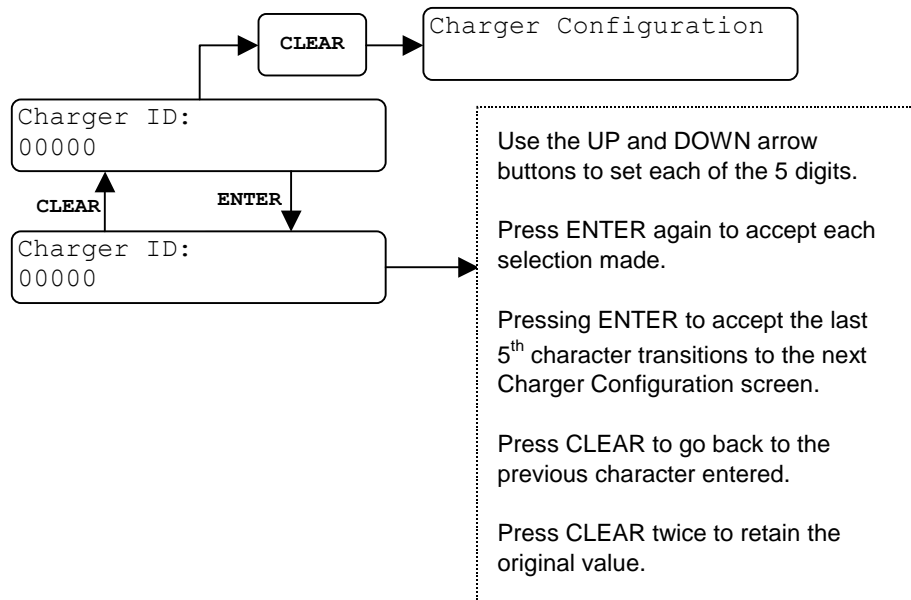 CLEAR
Charger Configuration
Charger ID:
00000
CLEAR
ENTER
Charger ID:
00000
Use the UP and DOWN arrow
buttons to set each of the 5 digits.
Press ENTER again to accept each
selection made.
Pressing ENTER to accept the last
5th character transitions to the next
Charger Configuration screen.
Press CLEAR to go back to the
previous character entered.
Press CLEAR twice to retain the
original value.